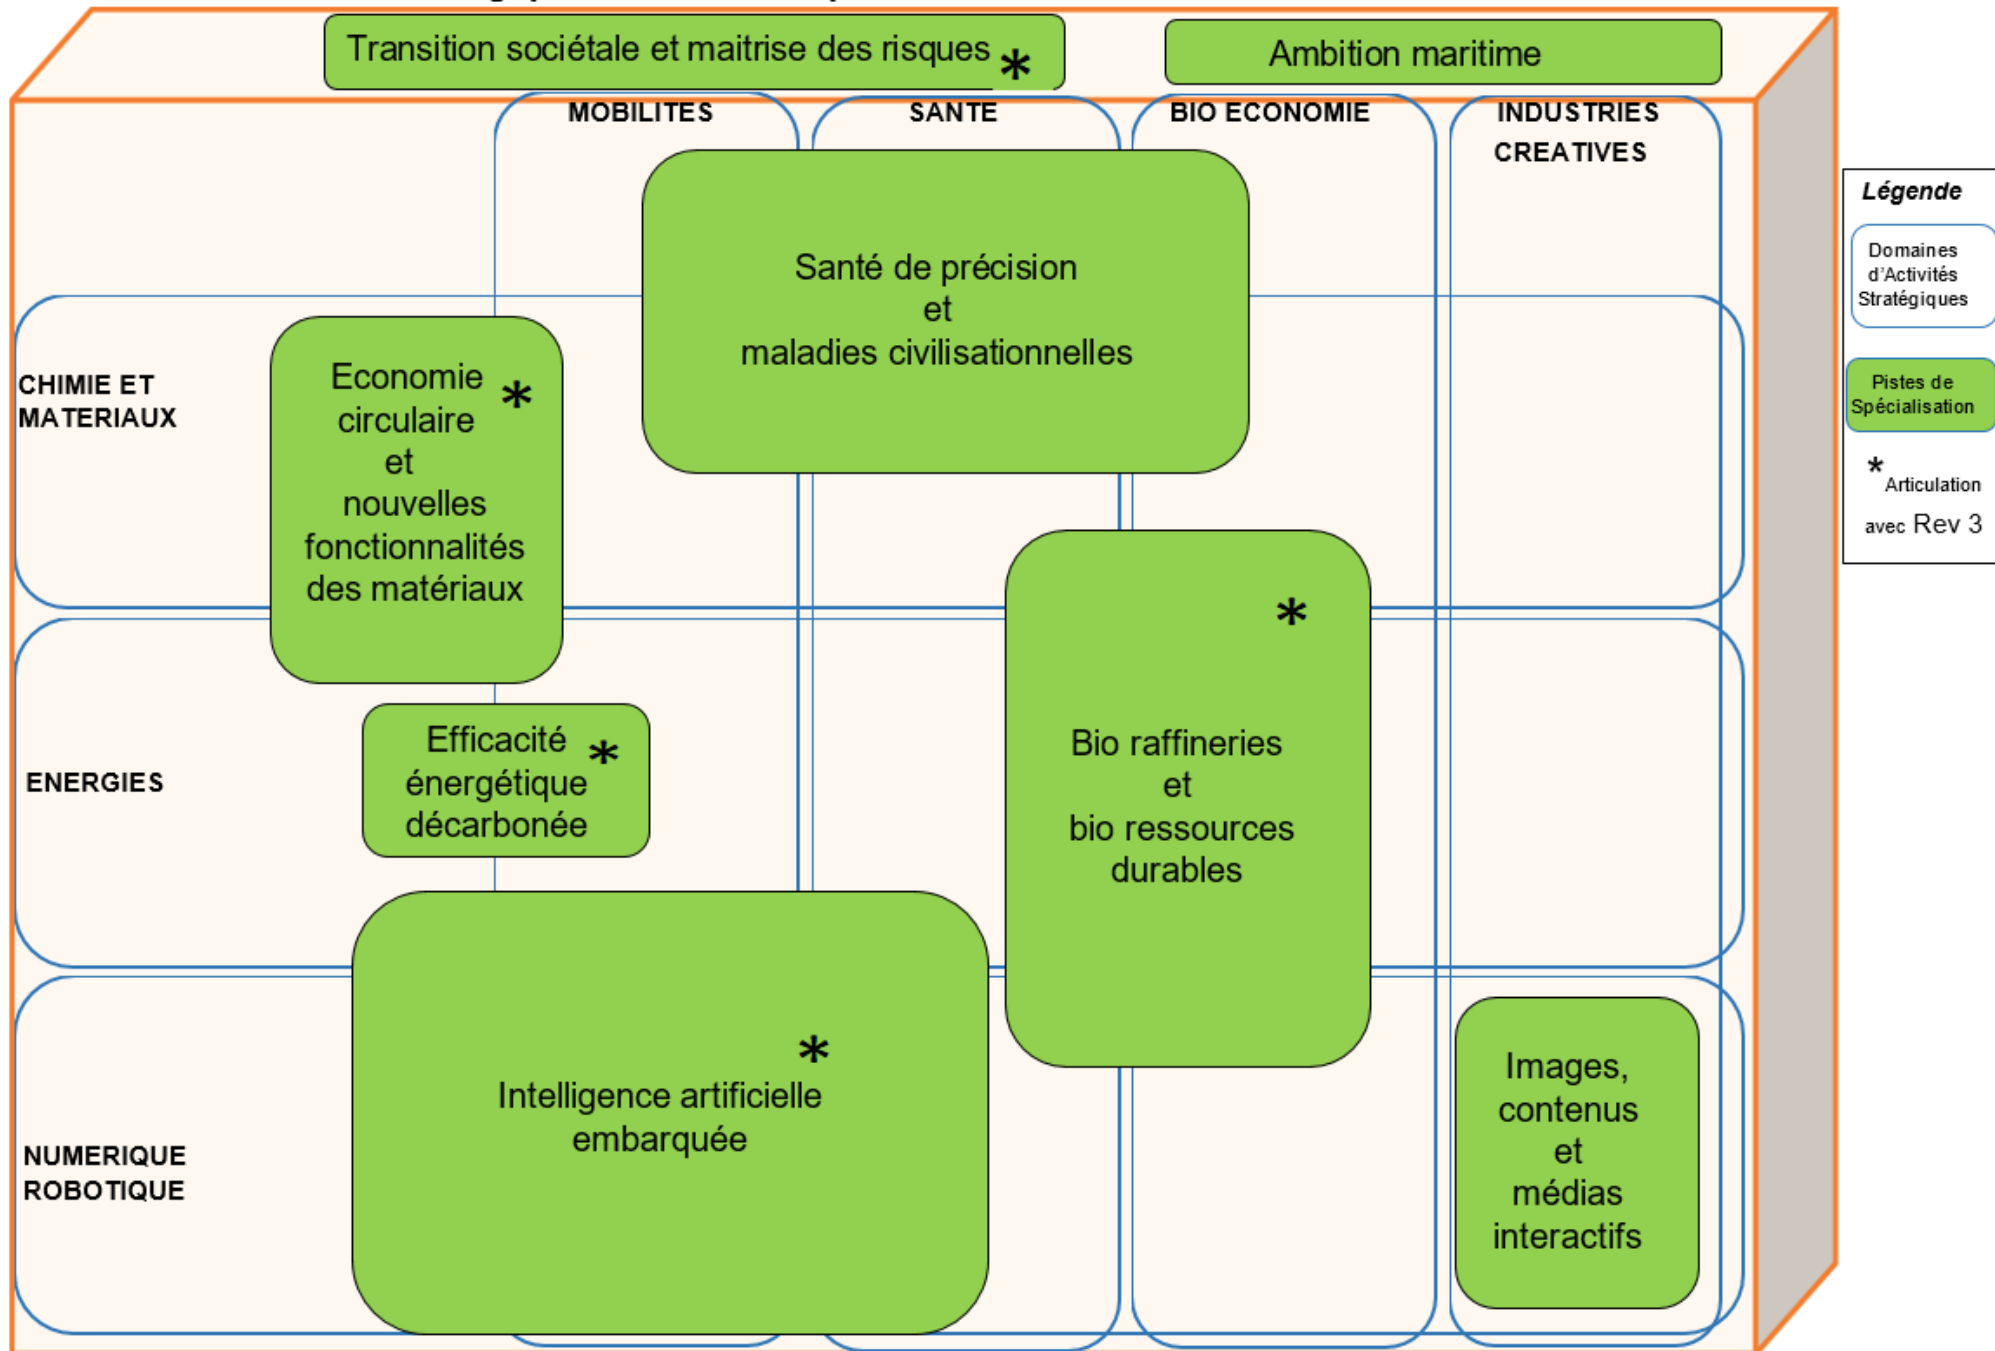 Transition sociétale et maitrise des risques *
Ambition maritime
MOBILITES
SANTE
BIO ECONOMIE
INDUSTRIES
CREATIVES
Santé de précision
et
maladies civilisationnelles
CHIMIE ET
MATERIAUX
Economie *
circulaire
et
nouvelles
fonctionnalités
des matériaux
ENERGIES
Efficacité *
énergétique
décarbonée
*
Bio raffineries
et
bio ressources
durables
NUMERIQUE
ROBOTIQUE
*
Intelligence artificielle
embarquée
Images,
contenus
et
médias
interactifs
Légende
Domaines
d'Activités
Stratégiques
Pistes de
Spécialisation
* Articulation
avec Rev 3